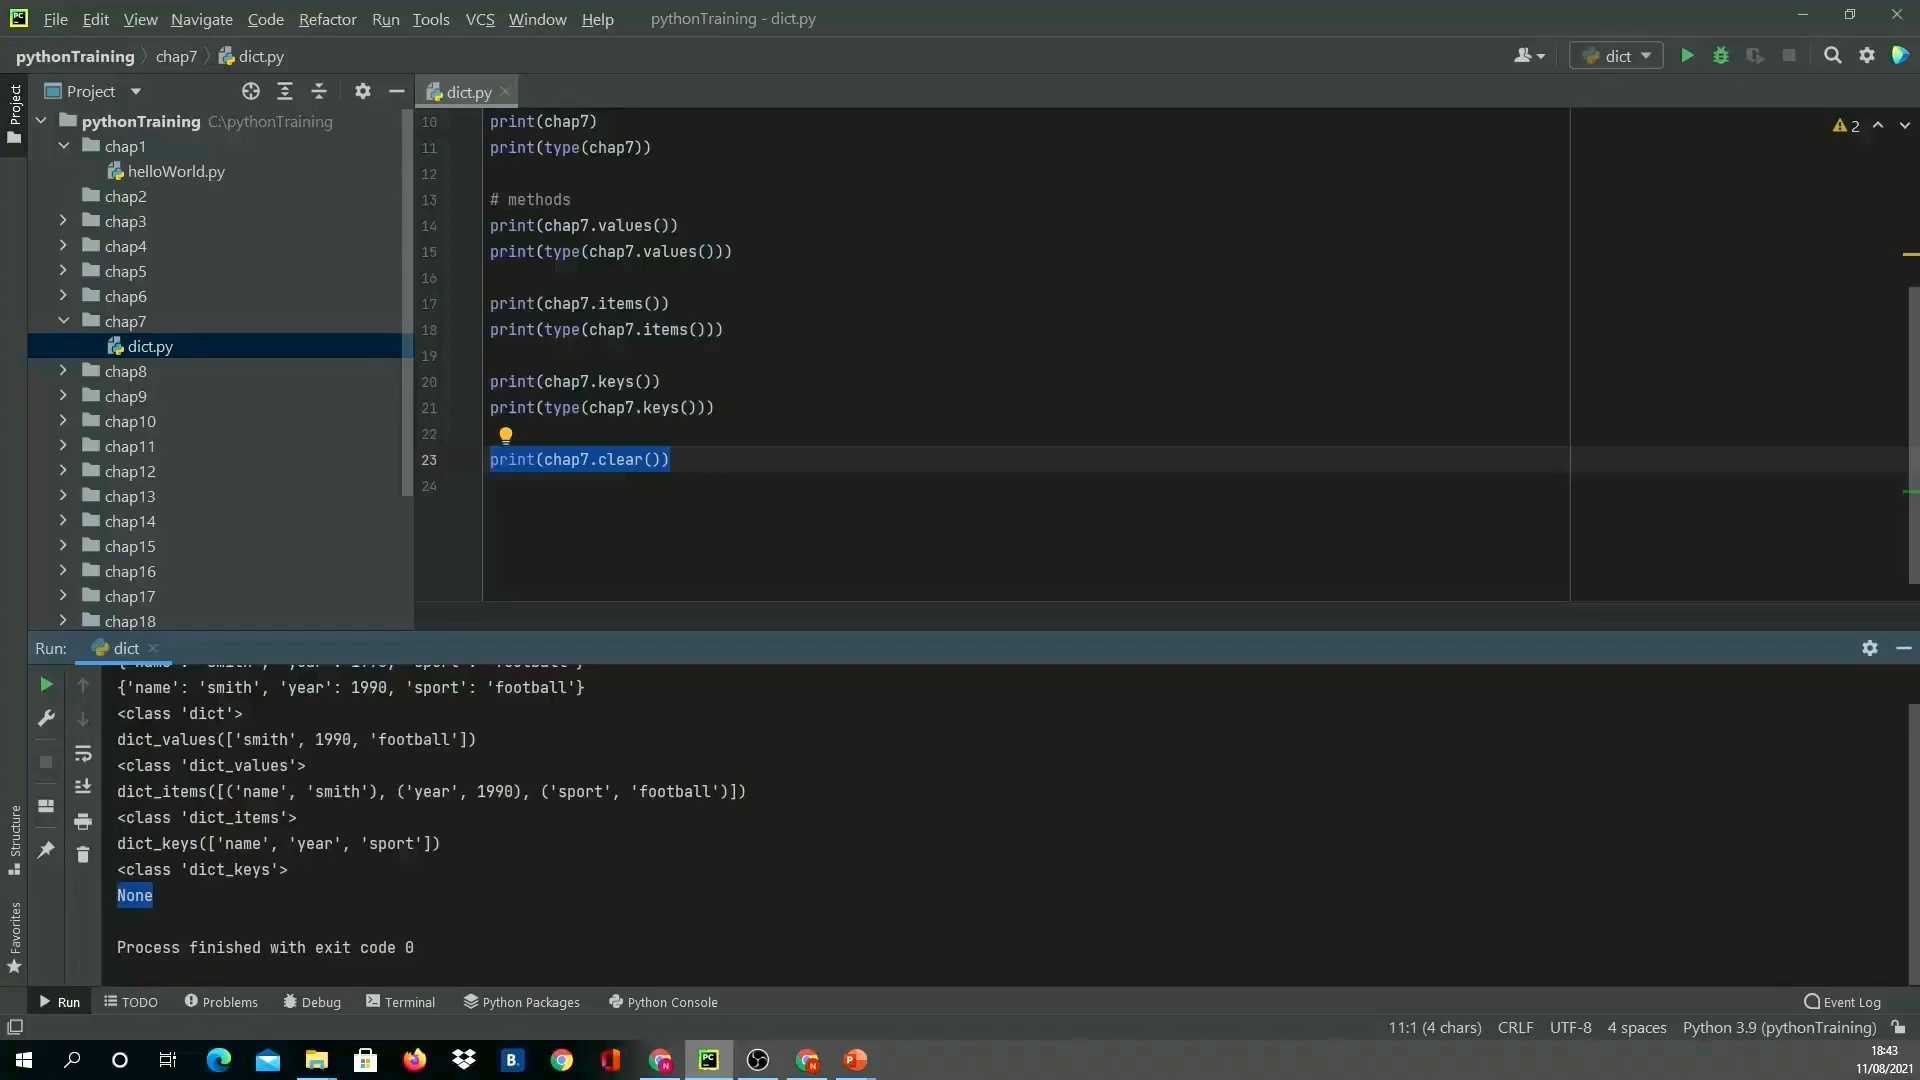 File Edit View Navigate Code Refactor Run Tools VCS Window Help pythonTraining - dict.py
pythonTraining chap7 dict.py
dict
Project
Project
dict.py
pythonTraining C:\pythonTraining
chap1
helloWorld.py
chap2
chap3
chap4
chap5
chap6
chap7
dict.py
chap8
chap9
chap10
chap11
chap12
chap13
chap14
chap15
chap16
chap17
chap18
10 print(chap7)
11 print(type(chap7))
12
13 # methods
14 print(chap7.values())
15 print(type(chap7.values()))
16
17 print(chap7.items())
18 print(type(chap7.items()))
19
20 print(chap7.keys())
21 print(type(chap7.keys()))
22
23 print(chap7.clear())
24
2
Run: dict
{'name': 'smith', 'year': 1990, 'sport': 'football'}
{'name': 'smith', 'year': 1990, 'sport': 'football'}
<class 'dict'>
dict_values(['smith', 1990, 'football'])
<class 'dict_values'>
dict_items([('name', 'smith'), ('year', 1990), ('sport', 'football')])
<class 'dict_items'>
dict_keys(['name', 'year', 'sport'])
<class 'dict_keys'>
None
Process finished with exit code 0
Structure
Favorites
Run TODO Problems Debug Terminal Python Packages Python Console Event Log
11:1 (4 chars) CRLF UTF-8 4 spaces Python 3.9 (pythonTraining)
18:43
11/08/2021